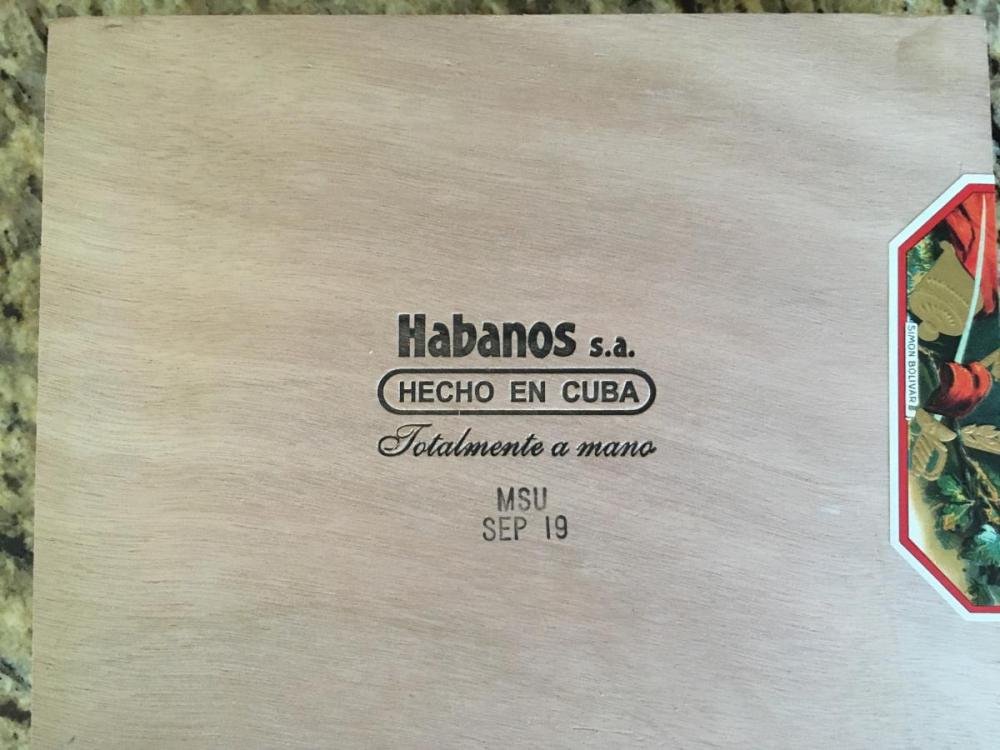 Habanos s.a.
HECHO EN CUBA
Totalmente a mano
MSU
SEP 19
SIMON BOLIVAR